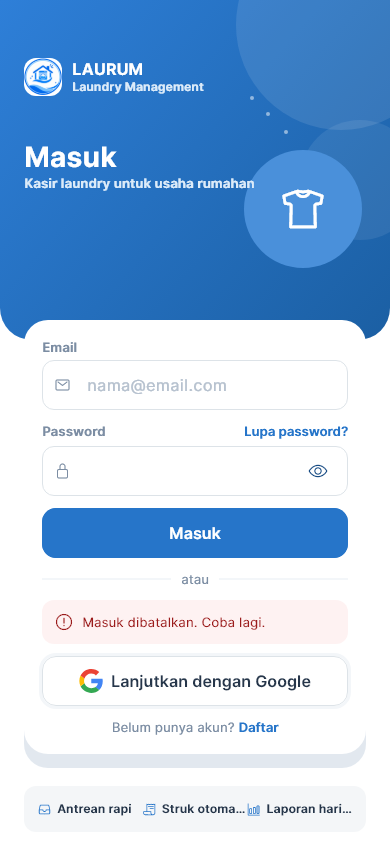 LAURUM
Laundry Management
Masuk
Kasir laundry untuk usaha rumahan
Email
nama@email.com
Password
Lupa password?
Masuk
atau
Masuk dibatalkan. Coba lagi.
Lanjutkan dengan Google
Belum punya akun? Daftar
Antrean rapi
Struk otoma...
Laporan hari...